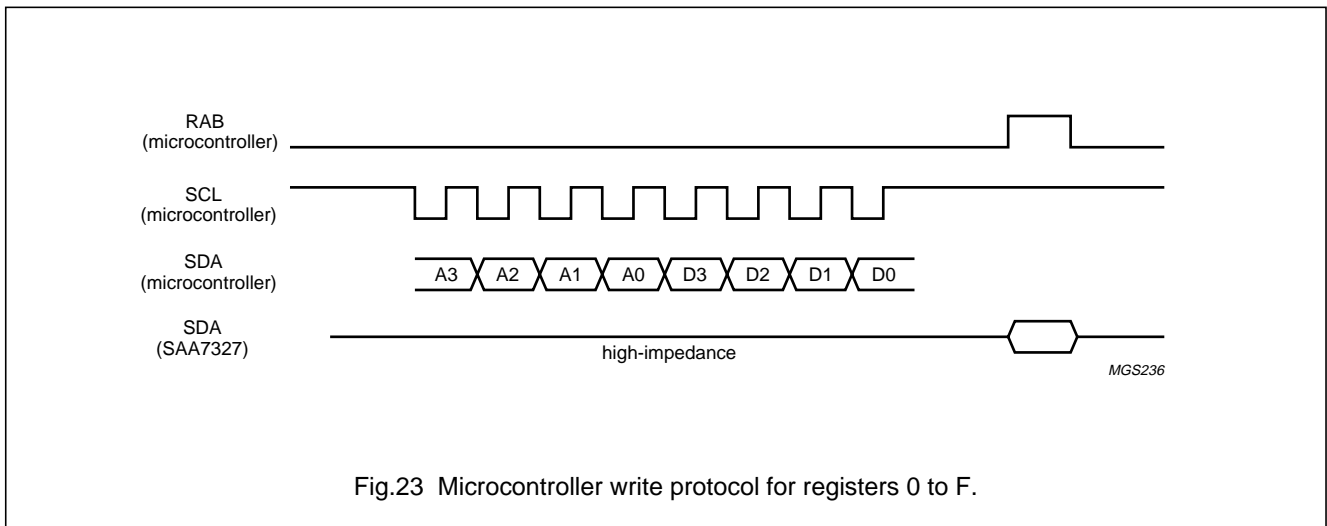 RAB
(microcontroller)
SCL
(microcontroller)
SDA
(microcontroller)
A3 A2 A1 A0 D3 D2 D1 D0
SDA
(SAA7327)
high-impedance
MGS236
Fig.23 Microcontroller write protocol for registers 0 to F.